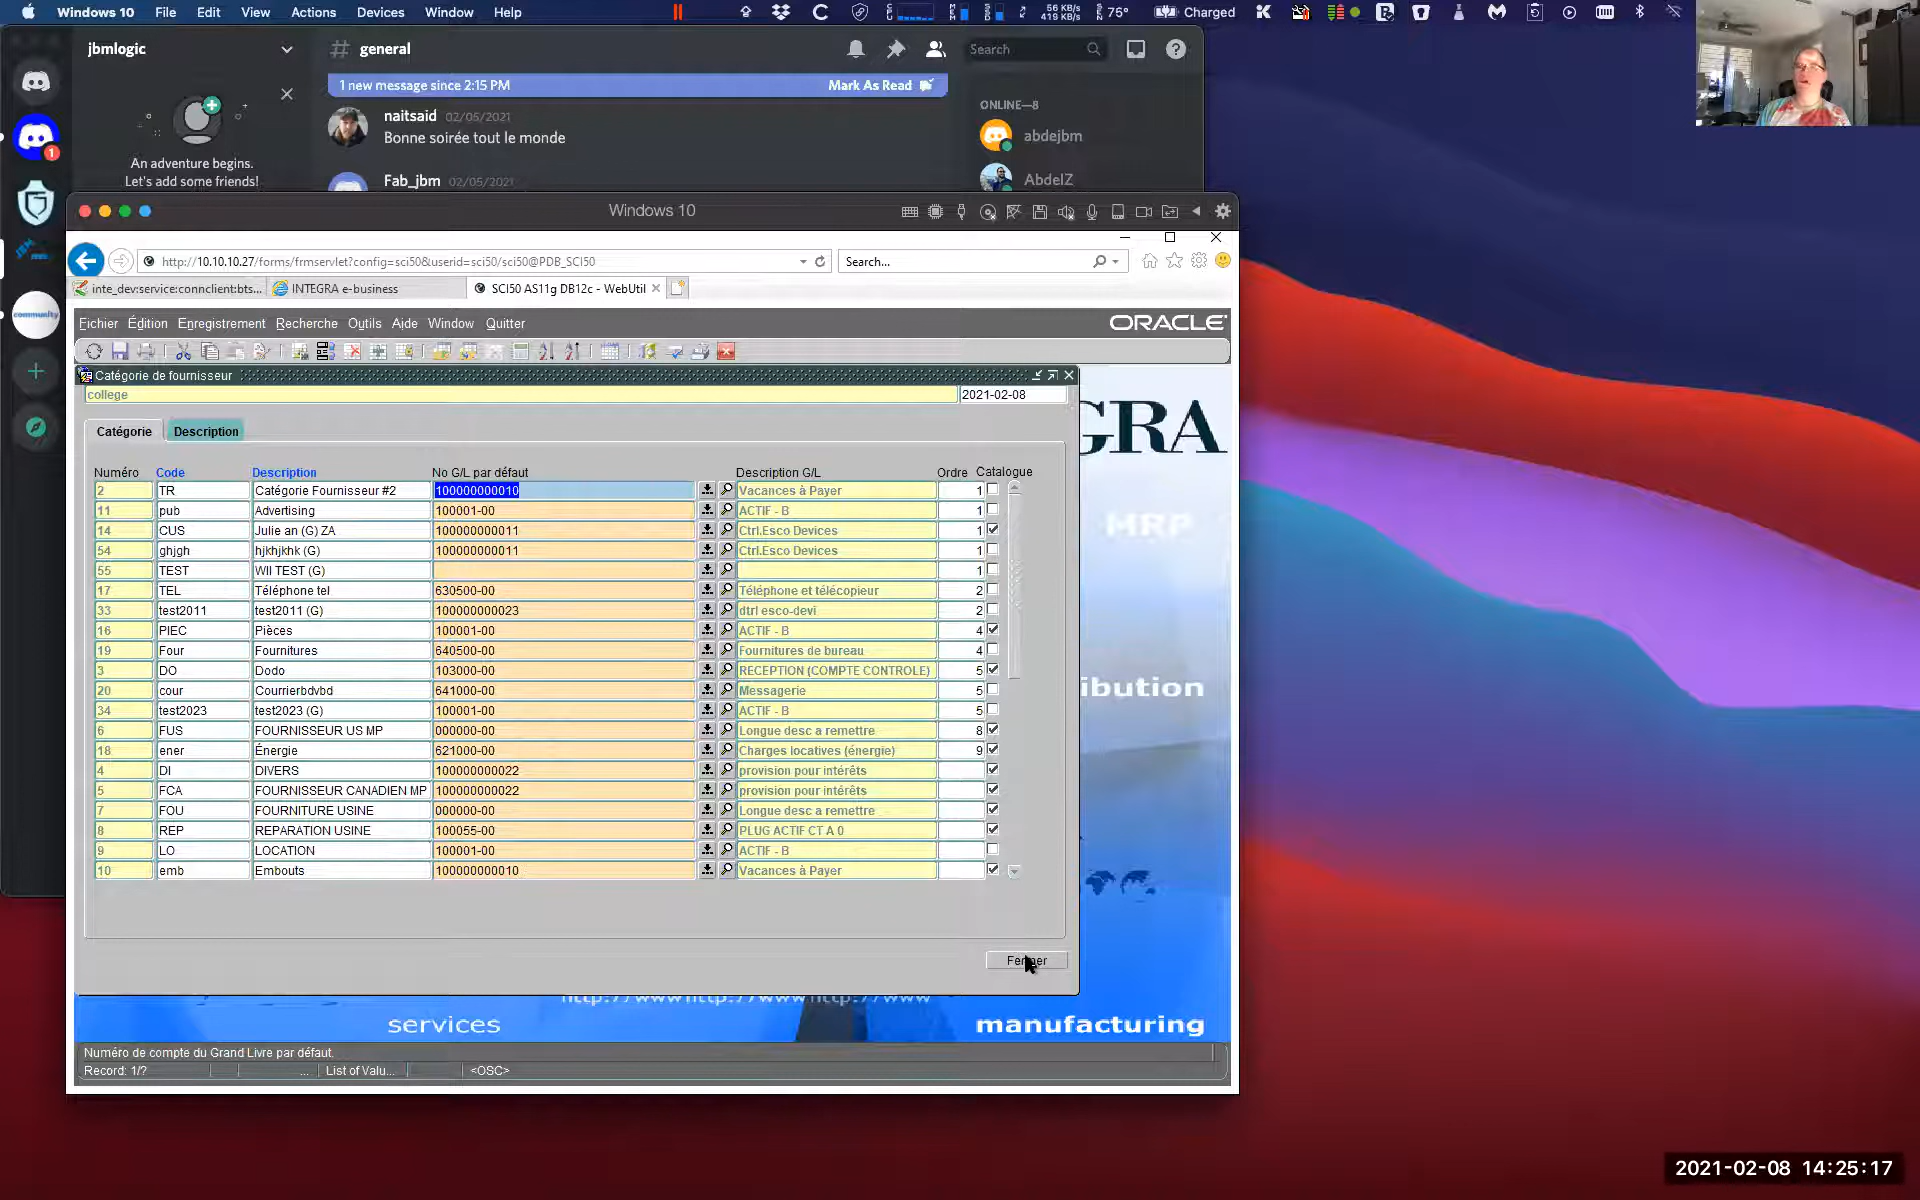 Windows 10 File Edit View Actions Devices Window Help
56 KB/s
419 KB/s
75°
Charged
jbmlogic
general
Search
1 new message since 2:15 PM
Mark As Read
naitsaid 02/05/2021
Bonne soirée tout le monde
Fab_jbm 02/05/2021
An adventure begins.
Let's add some friends!
ONLINE—8
abdejbm
AbdelZ
1
community
Windows 10
http://10.10.10.27/forms/frmservlet?config=sci50&userid=sci50/sci50@PDB_SCI50
Search...
inte_dev:service:connclient:bts...
INTEGRA e-business
SCI50 AS11g DB12c - WebUtil
Fichier Édition Enregistrement Recherche Outils Aide Window Quitter
ORACLE
Catégorie de fournisseur
college
2021-02-08
Catégorie Description
Numéro Code Description No G/L par défaut Description G/L Ordre Catalogue
2 TR Catégorie Fournisseur #2 100000000010 Vacances à Payer 1
11 pub Advertising 100001-00 ACTIF - B 1
14 CUS Julie an (G) ZA 100000000011 Ctrl.Esco Devices 1
54 ghjgh hjkhjkhk (G) 100000000011 Ctrl.Esco Devices 1
55 TEST WII TEST (G) 1
17 TEL Téléphone tel 630500-00 Téléphone et télécopieur 2
33 test2011 test2011 (G) 100000000023 dtrl esco-devi 2
16 PIEC Pièces 100001-00 ACTIF - B 4
19 Four Fournitures 640500-00 Fournitures de bureau 4
3 DO Dodo 103000-00 RECEPTION (COMPTE CONTROLE) 5
20 cour Courrierbdvbd 641000-00 Messagerie 5
34 test2023 test2023 (G) 100001-00 ACTIF - B 5
6 FUS FOURNISSEUR US MP 000000-00 Longue desc a remettre 8
18 ener Énergie 621000-00 Charges locatives (énergie) 9
4 DI DIVERS 100000000022 provision pour intérêts
5 FCA FOURNISSEUR CANADIEN MP 100000000022 provision pour intérêts
7 FOU FOURNITURE USINE 000000-00 Longue desc a remettre
8 REP REPARATION USINE 100055-00 PLUG ACTIF CT A 0
9 LO LOCATION 100001-00 ACTIF - B
10 emb Embouts 100000000010 Vacances à Payer
Fermer
GRA
MRP
ibution
http://www.http://www.http://www
services
manufacturing
Numéro de compte du Grand Livre par défaut.
Record: 1/? ... List of Valu... <OSC>
2021-02-08 14:25:17